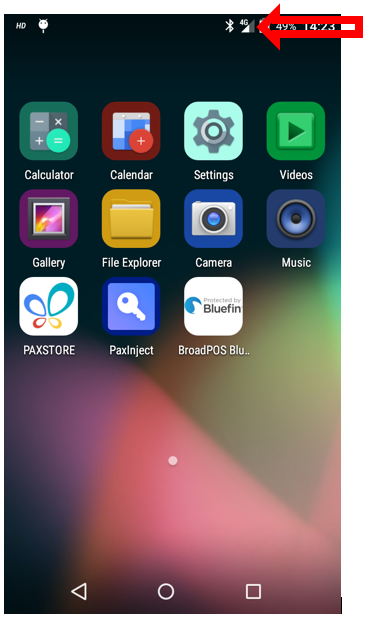 HD 4G 49% 14:23
Calculator Calendar Settings Videos
Gallery File Explorer Camera Music
Protected by
Bluefin
PAXSTORE PaxInject BroadPOS Blu..